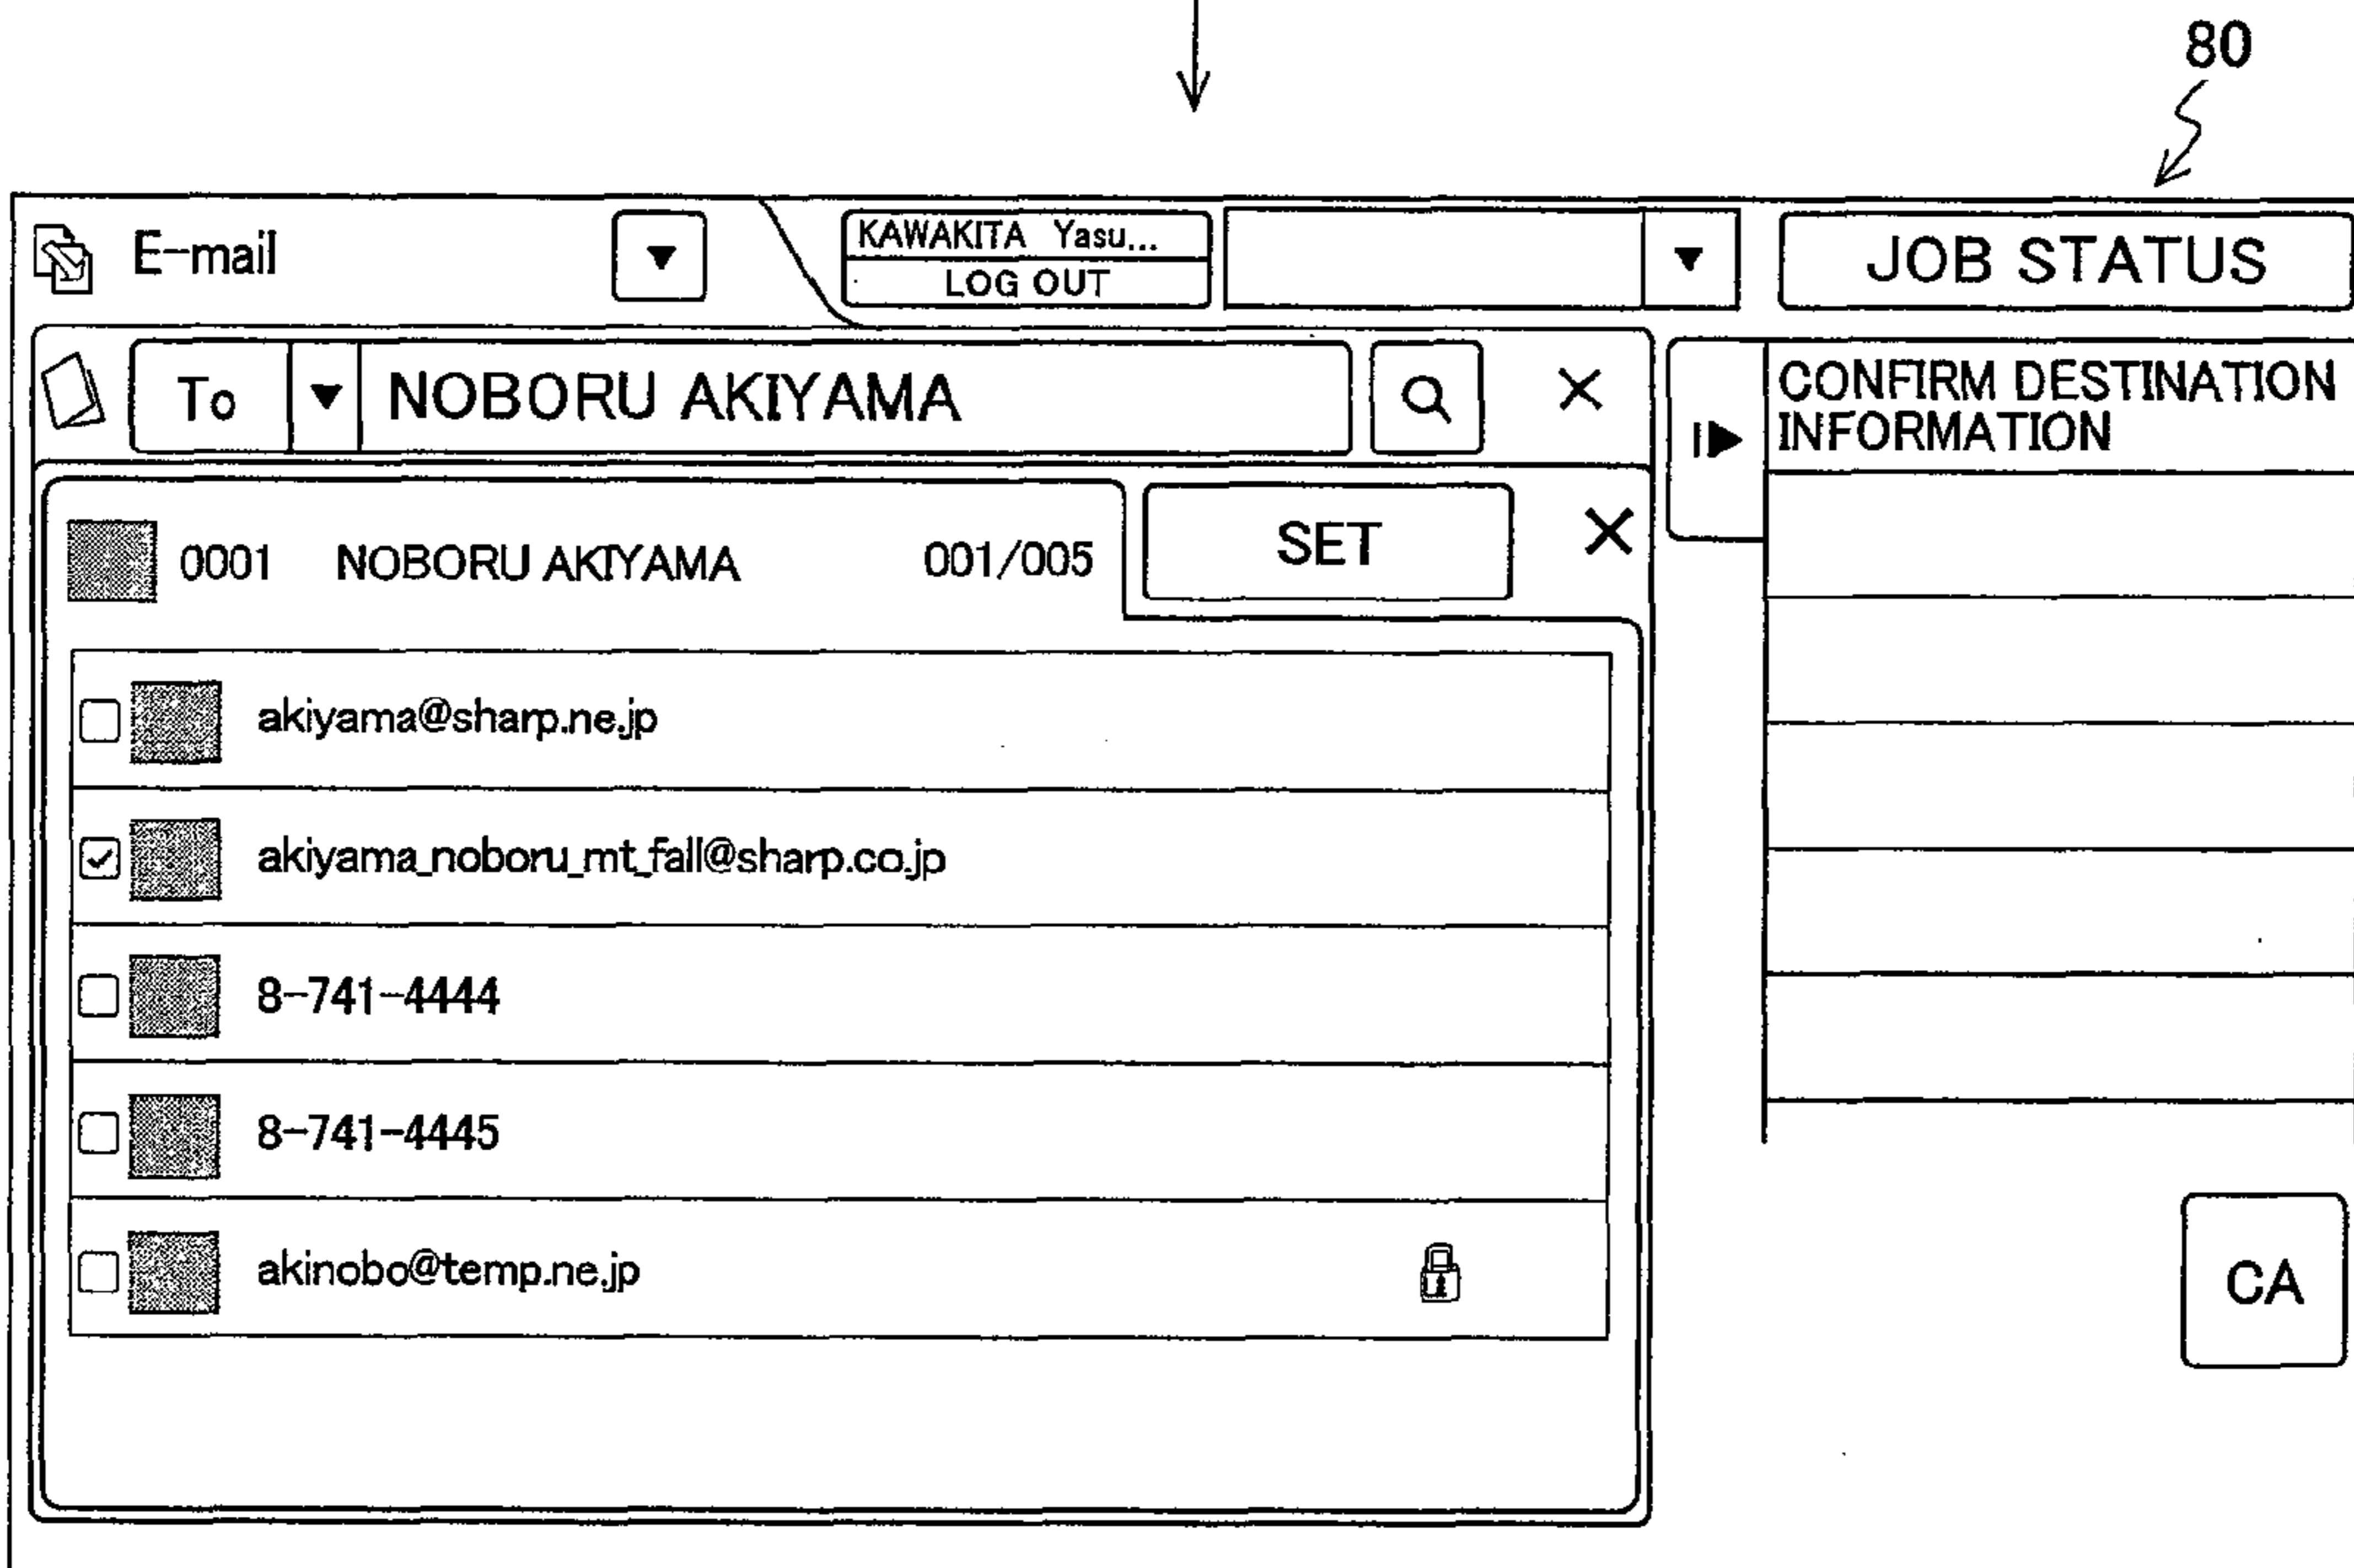 80
E-mail
KAWAKITA Yasu...
LOG OUT
JOB STATUS
To NOBORU AKIYAMA
CONFIRM DESTINATION
INFORMATION
0001 NOBORU AKIYAMA 001/005
SET
akiyama@sharp.ne.jp
akiyama_noboru_mt_fall@sharp.co.jp
8-741-4444
8-741-4445
akinobo@temp.ne.jp
CA